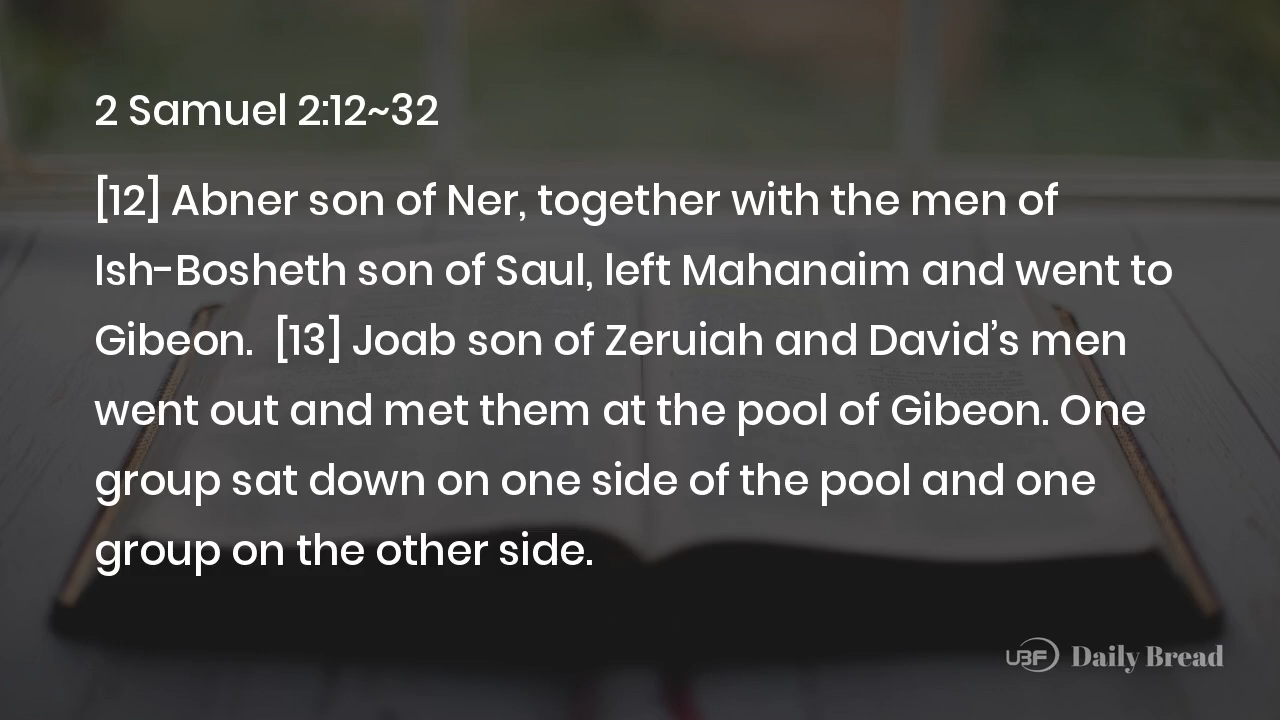 2 Samuel 2:12~32
[12] Abner son of Ner, together with the men of
Ish-Bosheth son of Saul, left Mahanaim and went to
Gibeon.  [13] Joab son of Zeruiah and David’s men
went out and met them at the pool of Gibeon. One
group sat down on one side of the pool and one
group on the other side.
UBF Daily Bread